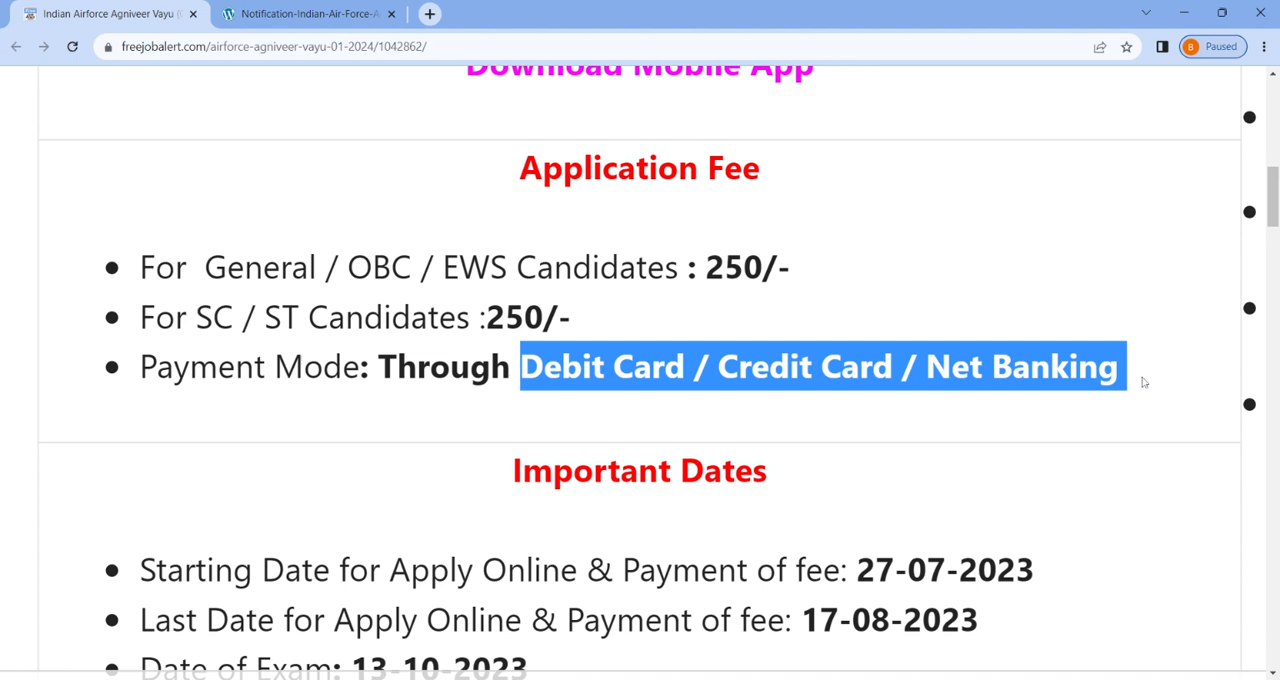 Indian Airforce Agniveer Vayu (
Notification-Indian-Air-Force-A
freejobalert.com/airforce-agniveer-vayu-01-2024/1042862/
B Paused
Download Mobile App
Application Fee
• For General / OBC / EWS Candidates : 250/-
• For SC / ST Candidates :250/-
• Payment Mode: Through Debit Card / Credit Card / Net Banking
Important Dates
• Starting Date for Apply Online & Payment of fee: 27-07-2023
• Last Date for Apply Online & Payment of fee: 17-08-2023
• Date of Exam: 13-10-2023